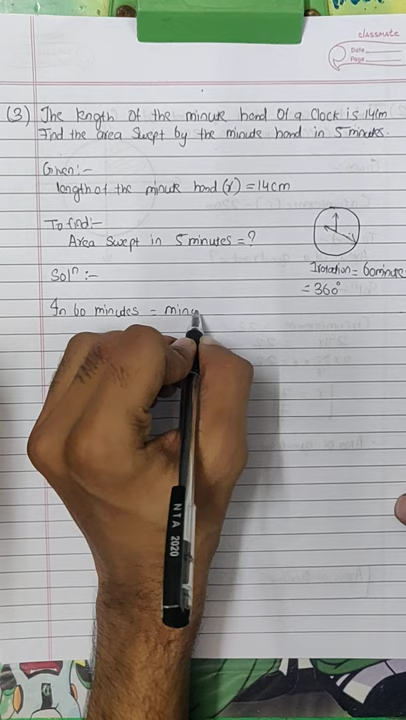 classmate
Date
Page
(3) The length of the minute hand of a clock is 14cm
Find the area swept by the minute hand in 5 minutes.
Given:-
length of the minute hand (r) = 14cm
To find:-
Area swept in 5 minutes = ?
Solⁿ :-
1 rotation = 60 minute
= 360°
In 60 minutes = minu
NTA 2020